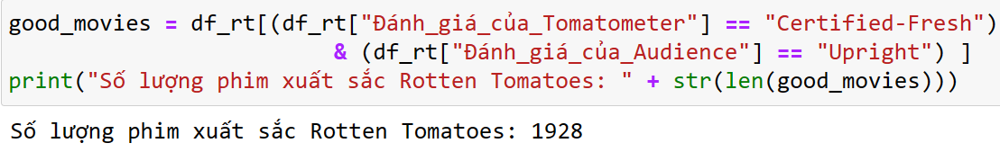 good_movies = df_rt[(df_rt["Đánh_giá_của_Tomatometer"] == "Certified-Fresh")
& (df_rt["Đánh_giá_của_Audience"] == "Upright") ]
print("Số lượng phim xuất sắc Rotten Tomatoes: " + str(len(good_movies)))
Số lượng phim xuất sắc Rotten Tomatoes: 1928